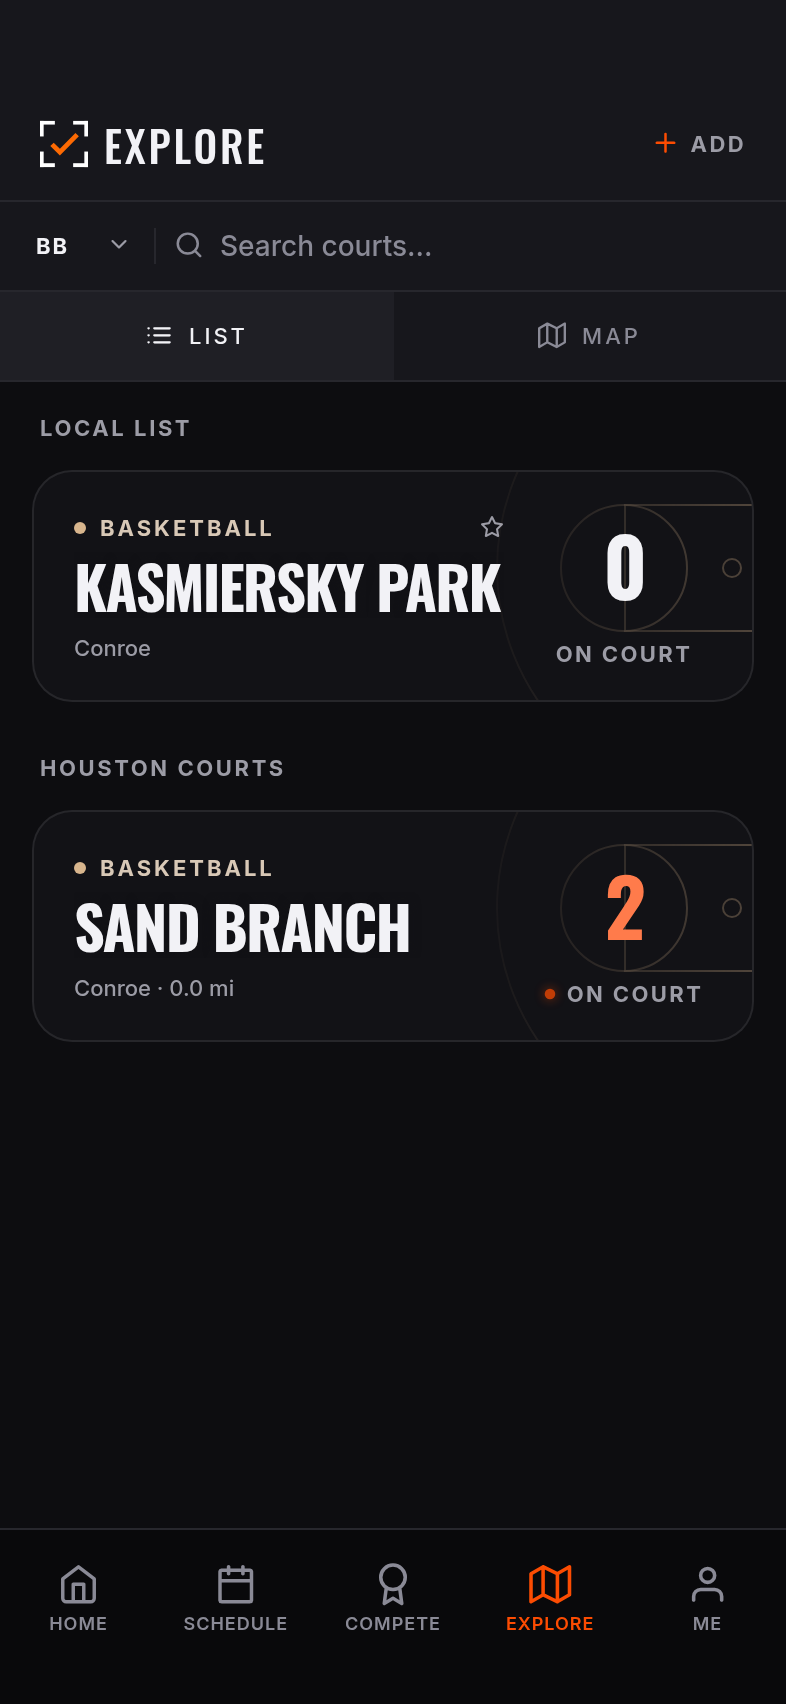 EXPLORE
ADD
BB
Search courts...
LIST
MAP
LOCAL LIST
BASKETBALL
KASMIERSKY PARK
Conroe
0
ON COURT
HOUSTON COURTS
BASKETBALL
SAND BRANCH
Conroe · 0.0 mi
2
ON COURT
HOME
SCHEDULE
COMPETE
EXPLORE
ME